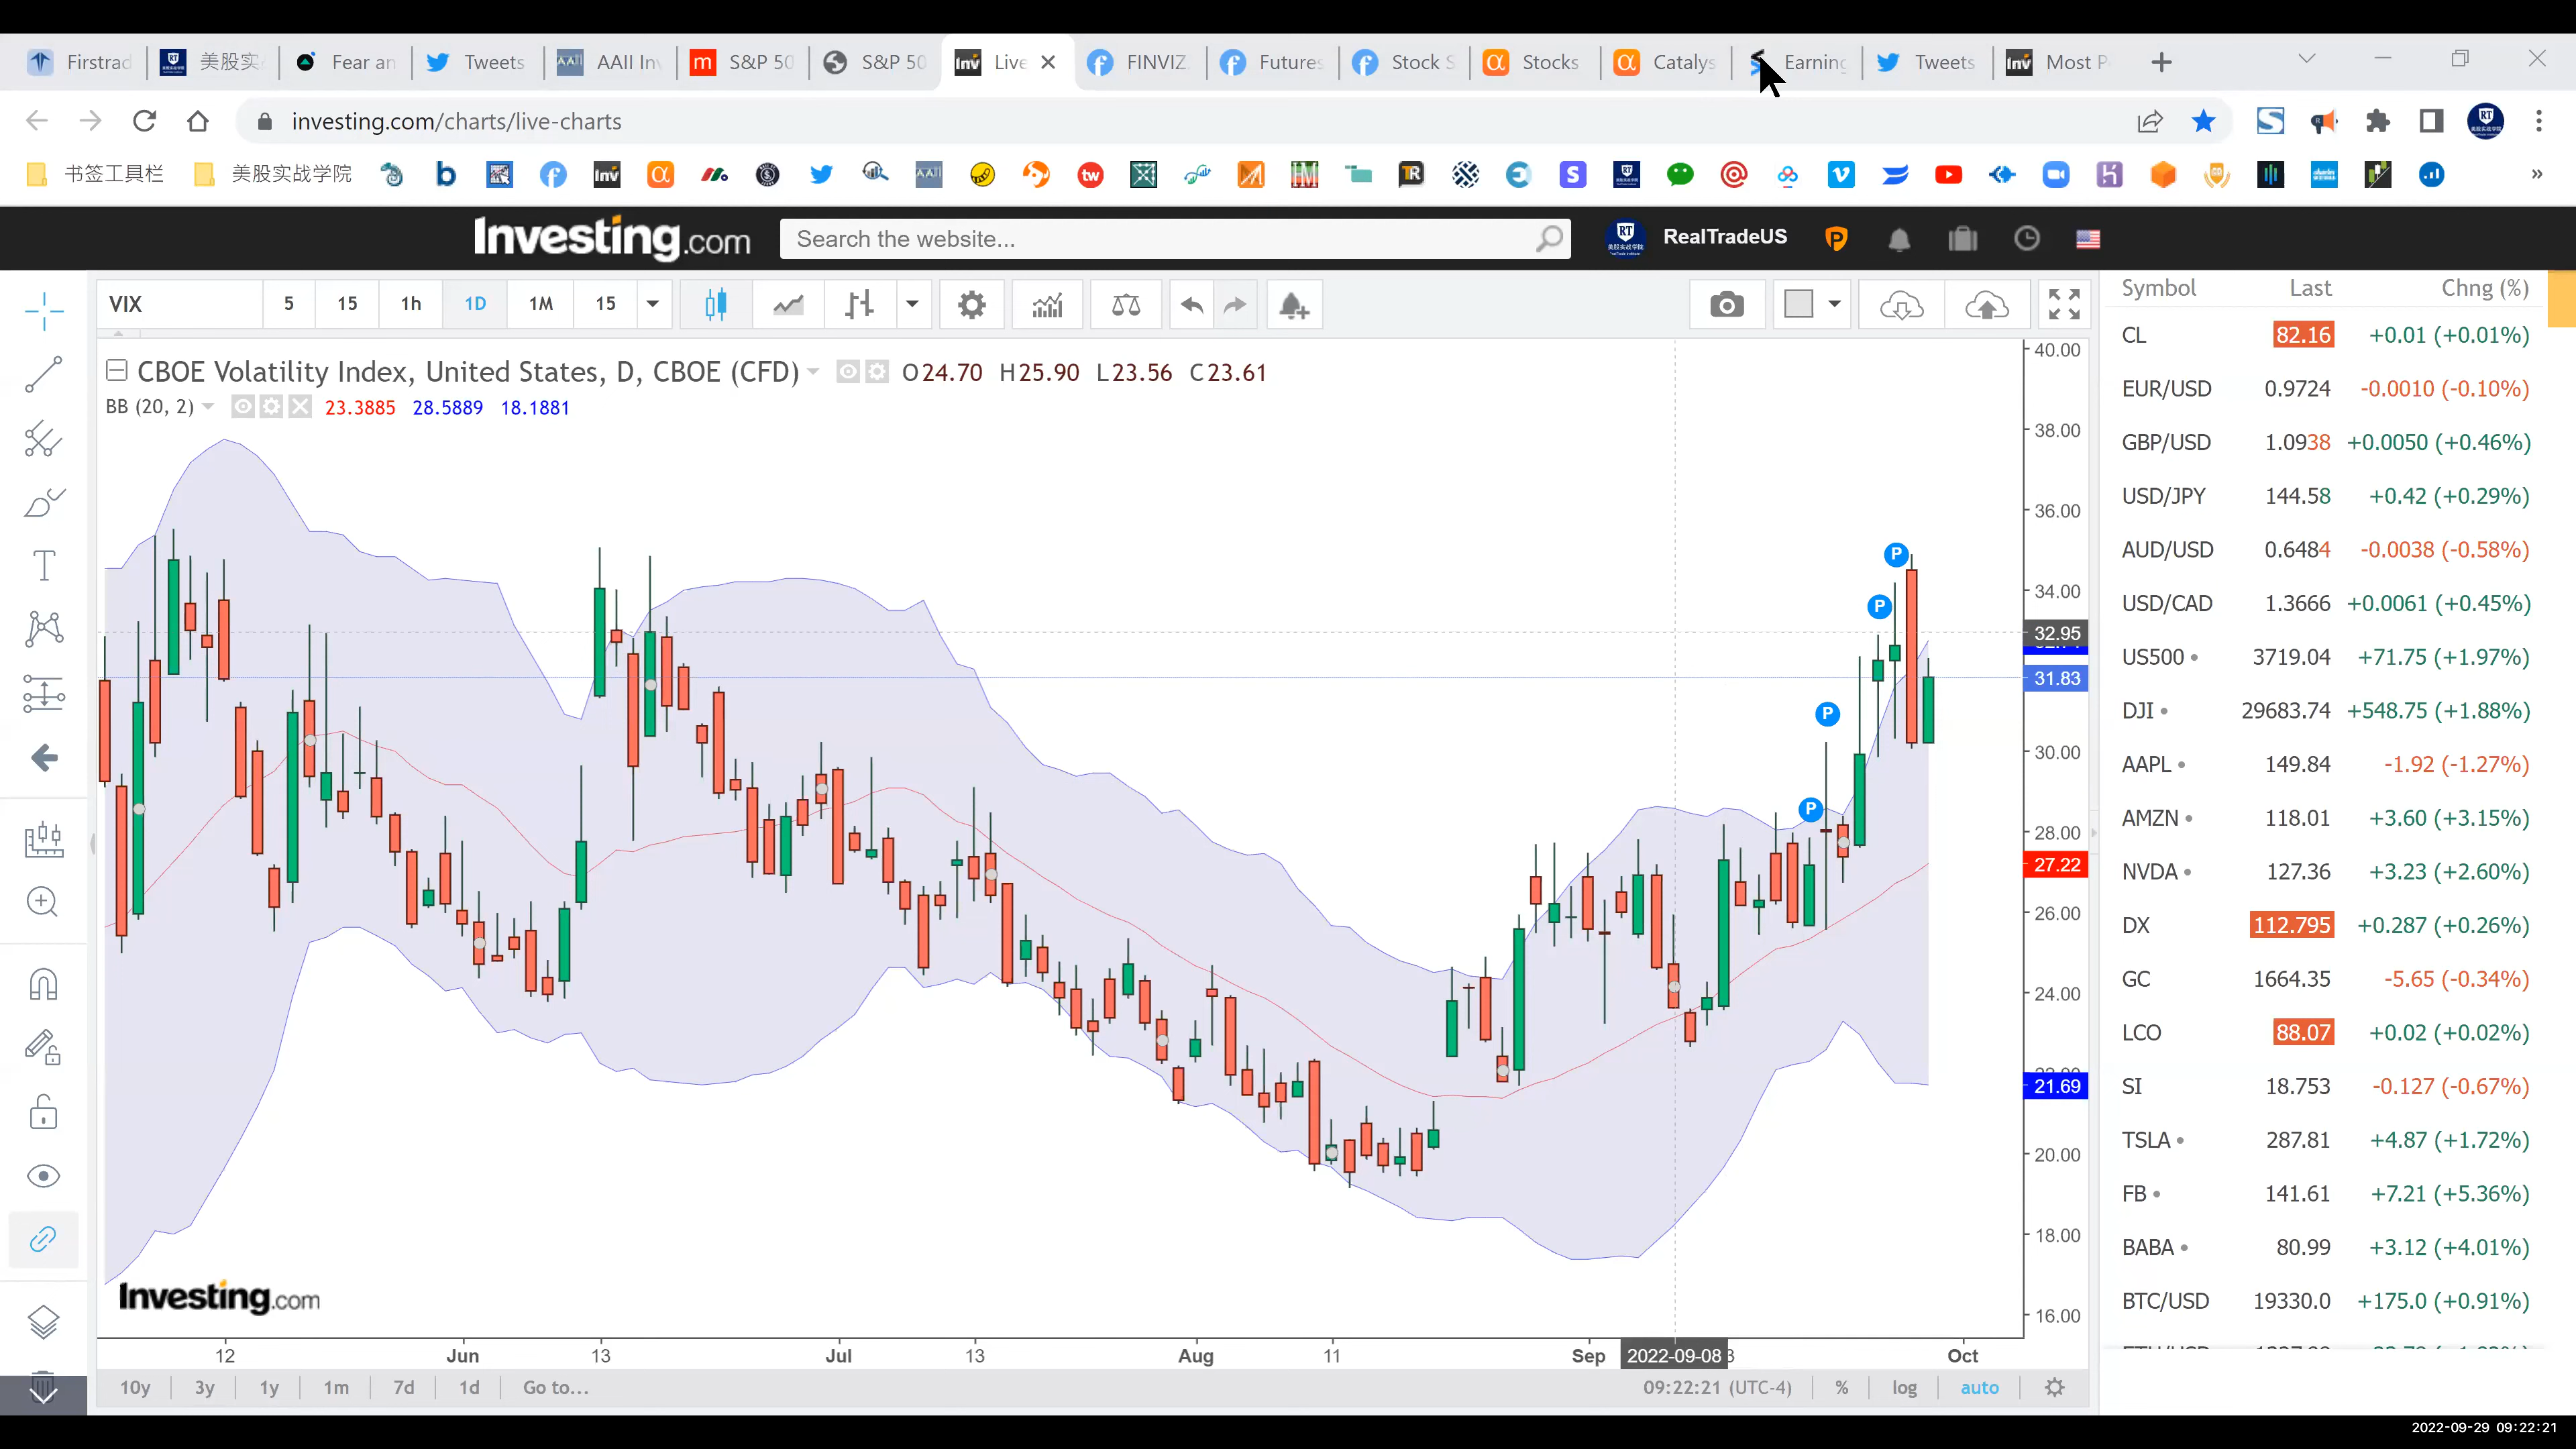 Firstrad 美股实 Fear an Tweets AAII Inv S&P 50 S&P 50 Live FINVIZ Futures Stock S Stocks Catalys Earning Tweets Most P
investing.com/charts/live-charts
书签工具栏 美股实战学院
Investing.com Search the website... RealTradeUS
VIX 5 15 1h 1D 1M 15
CBOE Volatility Index, United States, D, CBOE (CFD) O24.70 H25.90 L23.56 C23.61
BB (20, 2) 23.3885 28.5889 18.1881
40.00
38.00
36.00
34.00
32.95
31.83
30.00
28.00
27.22
26.00
24.00
21.69
20.00
18.00
16.00
P
P
P
P
Investing.com
12 Jun 13 Jul 13 Aug 11 Sep 2022-09-08 Oct
10y 3y 1y 1m 7d 1d Go to... 09:22:21 (UTC-4) % log auto
Symbol Last Chng (%)
CL 82.16 +0.01 (+0.01%)
EUR/USD 0.9724 -0.0010 (-0.10%)
GBP/USD 1.0938 +0.0050 (+0.46%)
USD/JPY 144.58 +0.42 (+0.29%)
AUD/USD 0.6484 -0.0038 (-0.58%)
USD/CAD 1.3666 +0.0061 (+0.45%)
US500 3719.04 +71.75 (+1.97%)
DJI 29683.74 +548.75 (+1.88%)
AAPL 149.84 -1.92 (-1.27%)
AMZN 118.01 +3.60 (+3.15%)
NVDA 127.36 +3.23 (+2.60%)
DX 112.795 +0.287 (+0.26%)
GC 1664.35 -5.65 (-0.34%)
LCO 88.07 +0.02 (+0.02%)
SI 18.753 -0.127 (-0.67%)
TSLA 287.81 +4.87 (+1.72%)
FB 141.61 +7.21 (+5.36%)
BABA 80.99 +3.12 (+4.01%)
BTC/USD 19330.0 +175.0 (+0.91%)
2022-09-29 09:22:21